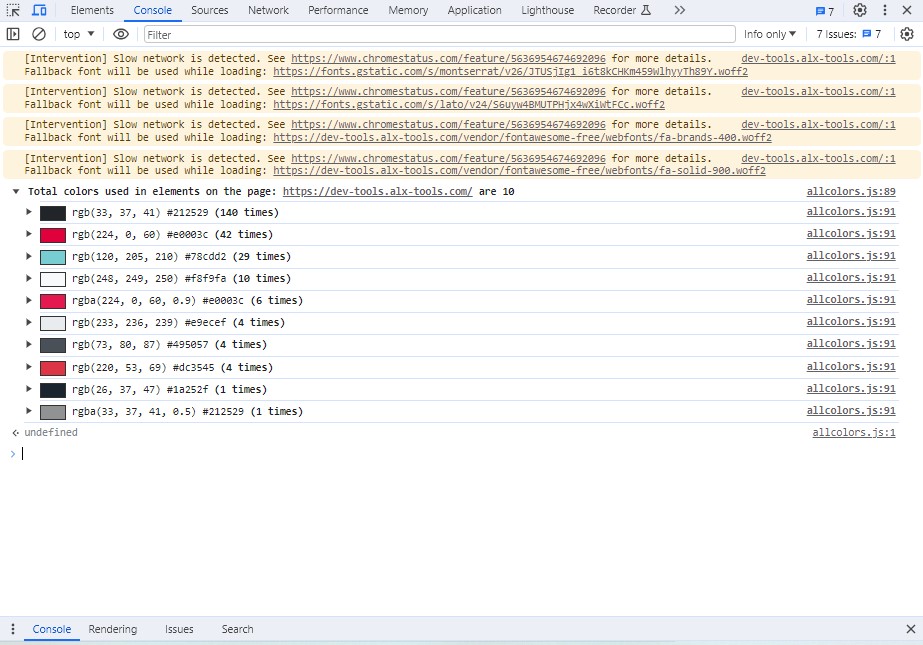 Elements Console Sources Network Performance Memory Application Lighthouse Recorder 7
top Filter Info only 7 Issues: 7
[Intervention] Slow network is detected. See https://www.chromestatus.com/feature/5636954674692096 for more details. dev-tools.alx-tools.com/:1
Fallback font will be used while loading: https://fonts.gstatic.com/s/montserrat/v26/JTUSjIg1_i6t8kCHKm459WlhyyTh89Y.woff2
[Intervention] Slow network is detected. See https://www.chromestatus.com/feature/5636954674692096 for more details. dev-tools.alx-tools.com/:1
Fallback font will be used while loading: https://fonts.gstatic.com/s/lato/v24/S6uyw4BMUTPHjx4wXiWtFCc.woff2
[Intervention] Slow network is detected. See https://www.chromestatus.com/feature/5636954674692096 for more details. dev-tools.alx-tools.com/:1
Fallback font will be used while loading: https://dev-tools.alx-tools.com/vendor/fontawesome-free/webfonts/fa-brands-400.woff2
[Intervention] Slow network is detected. See https://www.chromestatus.com/feature/5636954674692096 for more details. dev-tools.alx-tools.com/:1
Fallback font will be used while loading: https://dev-tools.alx-tools.com/vendor/fontawesome-free/webfonts/fa-solid-900.woff2
Total colors used in elements on the page: https://dev-tools.alx-tools.com/ are 10 allcolors.js:89
rgb(33, 37, 41) #212529 (140 times) allcolors.js:91
rgb(224, 0, 60) #e0003c (42 times) allcolors.js:91
rgb(120, 205, 210) #78cdd2 (29 times) allcolors.js:91
rgb(248, 249, 250) #f8f9fa (10 times) allcolors.js:91
rgba(224, 0, 60, 0.9) #e0003c (6 times) allcolors.js:91
rgb(233, 236, 239) #e9ecef (4 times) allcolors.js:91
rgb(73, 80, 87) #495057 (4 times) allcolors.js:91
rgb(220, 53, 69) #dc3545 (4 times) allcolors.js:91
rgb(26, 37, 47) #1a252f (1 times) allcolors.js:91
rgba(33, 37, 41, 0.5) #212529 (1 times) allcolors.js:91
undefined allcolors.js:1
Console Rendering Issues Search